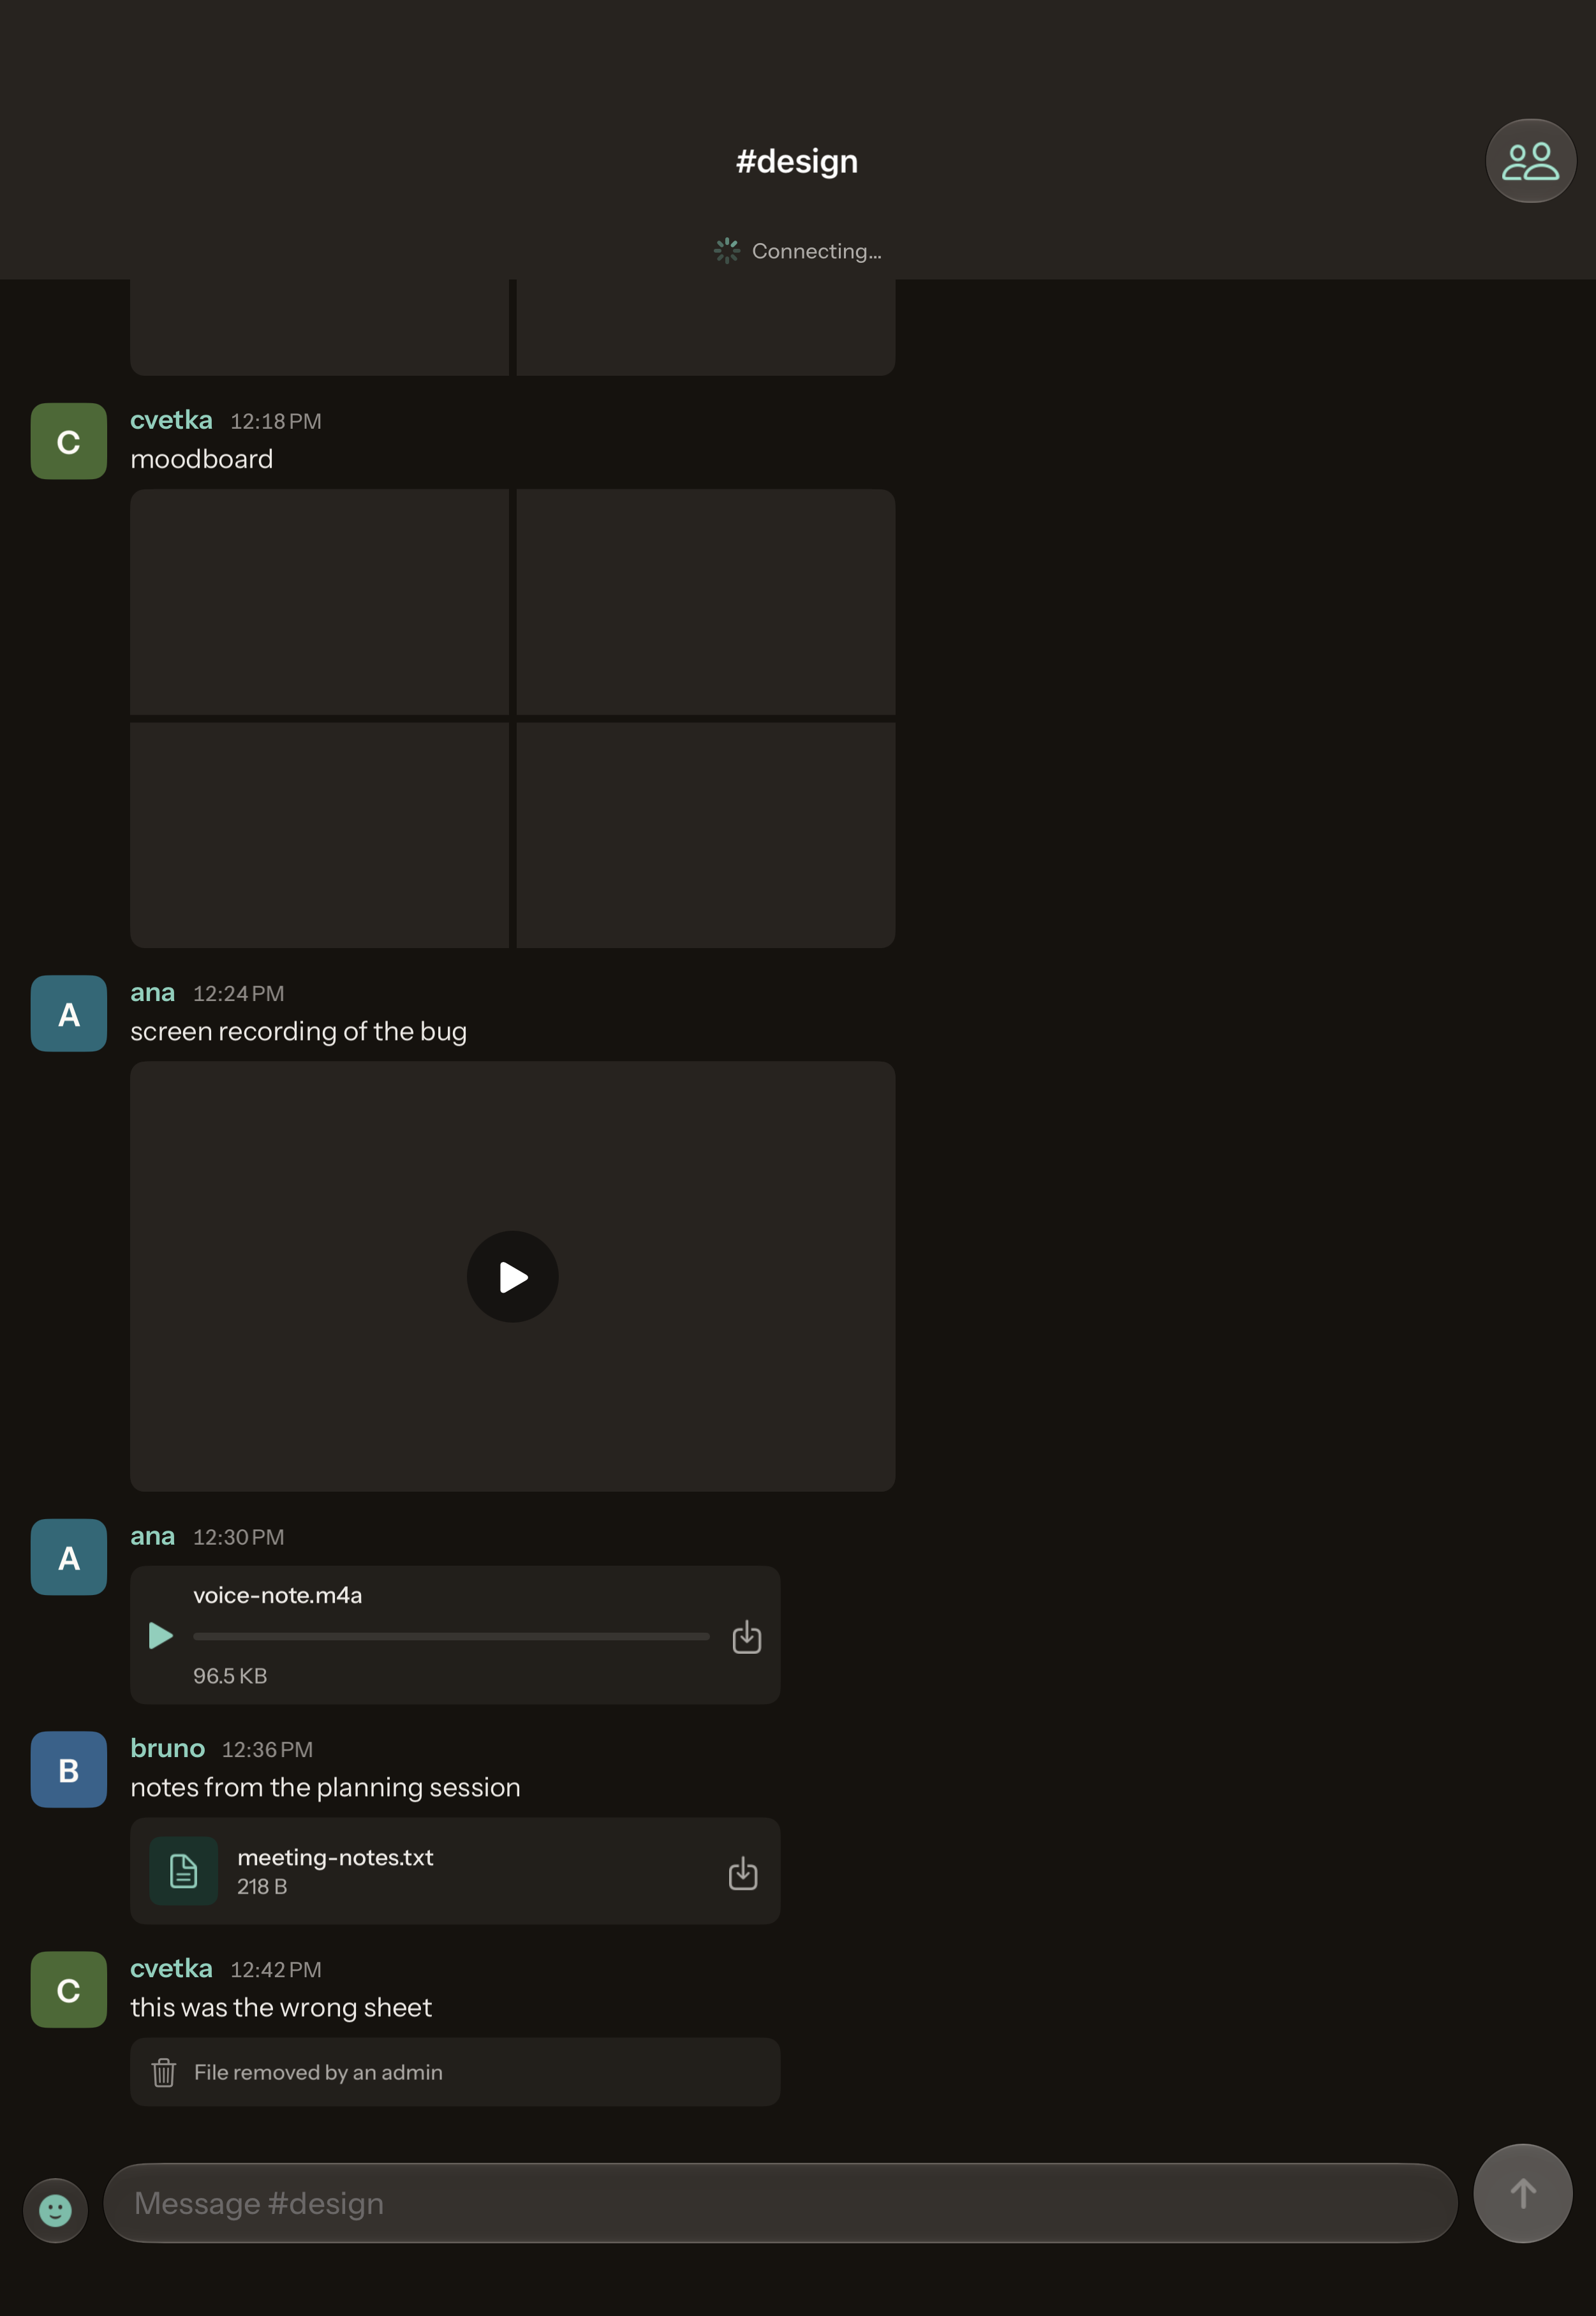 #design
Connecting...
C
cvetka 12:18 PM
moodboard
A
ana 12:24 PM
screen recording of the bug
A
ana 12:30 PM
voice-note.m4a
96.5 KB
B
bruno 12:36 PM
notes from the planning session
meeting-notes.txt
218 B
C
cvetka 12:42 PM
this was the wrong sheet
File removed by an admin
Message #design